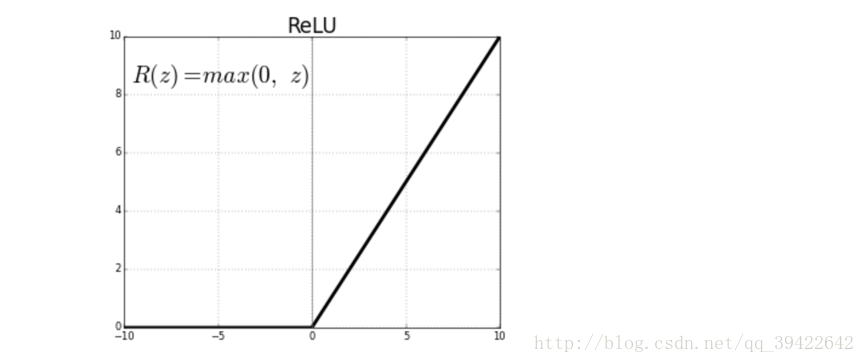 ReLU
10
R(z)=max(0, z)
8
6
4
2
0
−10 −5 0 5 10
http://blog.csdn.net/qq_39422642